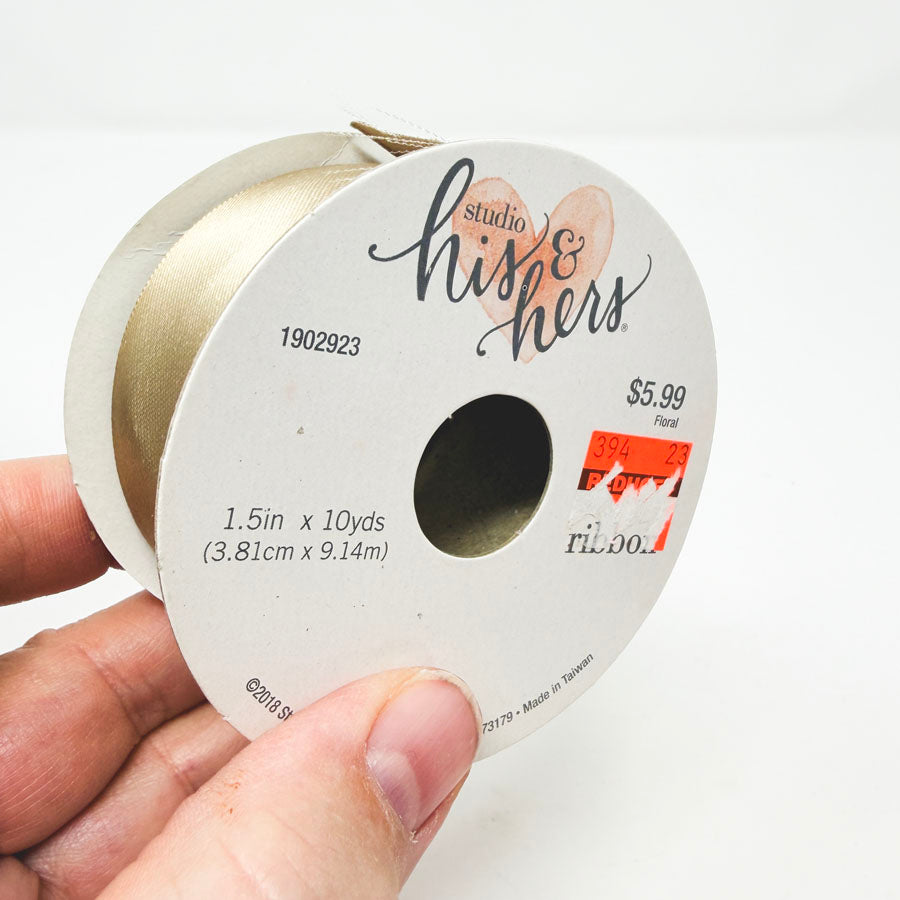 studio
his &
hers®
1902923
$5.99
Floral
394 23
REDUCED
1.5in x 10yds
(3.81cm x 9.14m)
ribbon
©2018
73179 • Made in Taiwan